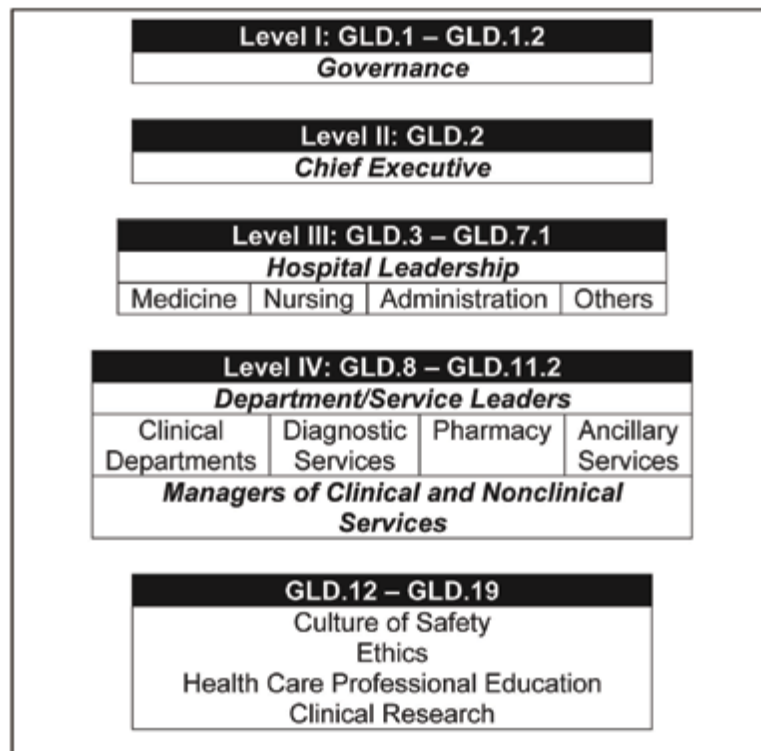 Level I: GLD.1 – GLD.1.2
Governance
Level II: GLD.2
Chief Executive
Level III: GLD.3 – GLD.7.1
Hospital Leadership
Medicine Nursing Administration Others
Level IV: GLD.8 – GLD.11.2
Department/Service Leaders
Clinical Departments
Diagnostic Services
Pharmacy
Ancillary Services
Managers of Clinical and Nonclinical
Services
GLD.12 – GLD.19
Culture of Safety
Ethics
Health Care Professional Education
Clinical Research